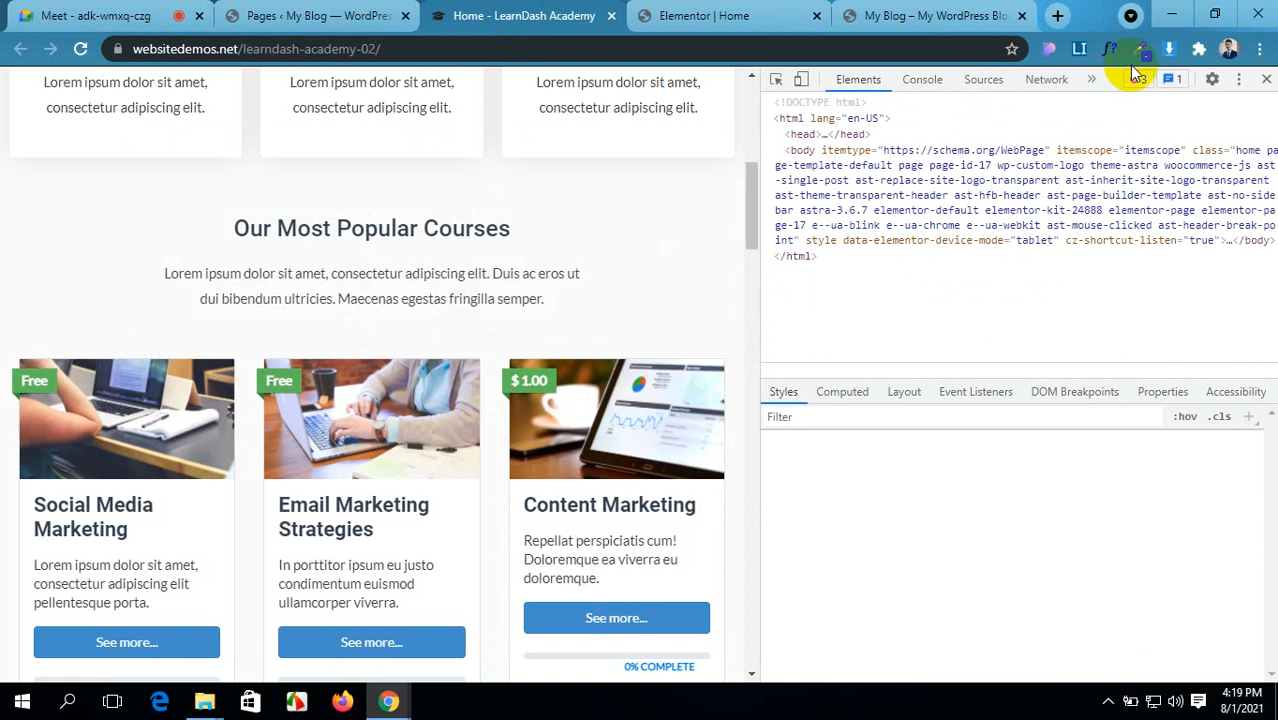 Meet - adk-wmxq-czg
Pages ‹ My Blog — WordPres
Home - LearnDash Academy
Elementor | Home
My Blog – My WordPress Blo
websitedemos.net/learndash-academy-02/
Lorem ipsum dolor sit amet,
consectetur adipiscing elit.
Lorem ipsum dolor sit amet,
consectetur adipiscing elit.
Lorem ipsum dolor sit amet,
consectetur adipiscing elit.
Our Most Popular Courses
Lorem ipsum dolor sit amet, consectetur adipiscing elit. Duis ac eros ut
dui bibendum ultricies. Maecenas egestas fringilla semper.
Free
Social Media
Marketing
Lorem ipsum dolor sit amet,
consectetur adipiscing elit
pellentesque porta.
See more...
Free
Email Marketing
Strategies
In porttitor ipsum eu justo
condimentum euismod
ullamcorper viverra.
See more...
$ 1.00
Content Marketing
Repellat perspiciatis cum!
Doloremque ea viverra eu
doloremque.
See more...
0% COMPLETE
Elements Console Sources Network » 3 1
<!DOCTYPE html>
<html lang="en-US">
<head>…</head>
<body itemtype="https://schema.org/WebPage" itemscope="itemscope" class="home pa
ge-template-default page page-id-17 wp-custom-logo theme-astra woocommerce-js ast
-single-post ast-replace-site-logo-transparent ast-inherit-site-logo-transparent
ast-theme-transparent-header ast-hfb-header ast-page-builder-template ast-no-side
bar astra-3.6.7 elementor-default elementor-kit-24888 elementor-page elementor-pa
ge-17 e--ua-blink e--ua-chrome e--ua-webkit ast-mouse-clicked ast-header-break-po
int" style data-elementor-device-mode="tablet" cz-shortcut-listen="true">…</body>
</html>
Styles Computed Layout Event Listeners DOM Breakpoints Properties Accessibility
Filter :hov .cls +
4:19 PM
8/1/2021